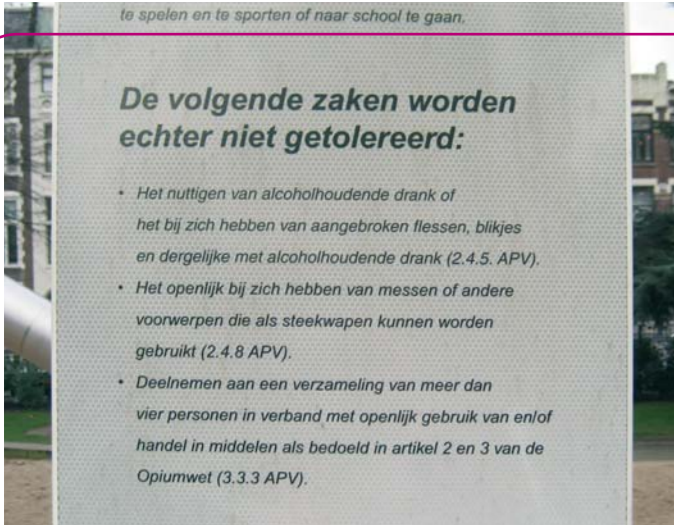 te spelen en te sporten of naar school te gaan.
De volgende zaken worden
echter niet getolereerd:
• Het nuttigen van alcoholhoudende drank of
het bij zich hebben van aangebroken flessen, blikjes
en dergelijke met alcoholhoudende drank (2.4.5. APV).
• Het openlijk bij zich hebben van messen of andere
voorwerpen die als steekwapen kunnen worden
gebruikt (2.4.8 APV).
• Deelnemen aan een verzameling van meer dan
vier personen in verband met openlijk gebruik van en/of
handel in middelen als bedoeld in artikel 2 en 3 van de
Opiumwet (3.3.3 APV).